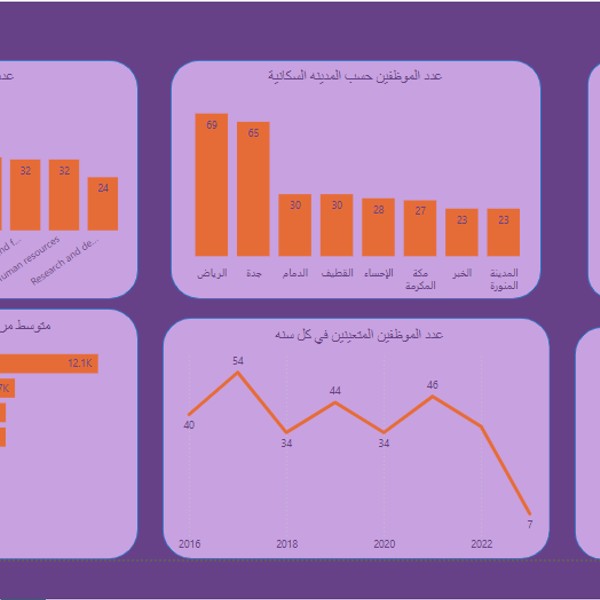 عدد
عدد الموظفين حسب المدينه السكانية
32
32
24
uman resources
Research and de...
69
65
30
30
28
27
23
23
الرياض
جدة
الدمام
القطيف
الإحساء
مكة
المكرمة
الخبر
المدينة
المنورة
متوسط
12.1K
7K
عدد الموظفين المتعينين في كل سنه
54
40
34
44
34
46
7
2016
2018
2020
2022